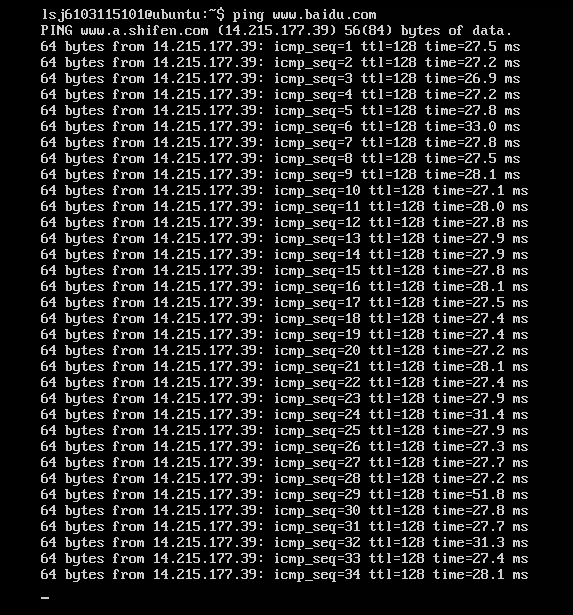 lsj6103115101@ubuntu:~$ ping www.baidu.com
PING www.a.shifen.com (14.215.177.39) 56(84) bytes of data.
64 bytes from 14.215.177.39: icmp_seq=1 ttl=128 time=27.5 ms
64 bytes from 14.215.177.39: icmp_seq=2 ttl=128 time=27.2 ms
64 bytes from 14.215.177.39: icmp_seq=3 ttl=128 time=26.9 ms
64 bytes from 14.215.177.39: icmp_seq=4 ttl=128 time=27.2 ms
64 bytes from 14.215.177.39: icmp_seq=5 ttl=128 time=27.8 ms
64 bytes from 14.215.177.39: icmp_seq=6 ttl=128 time=33.0 ms
64 bytes from 14.215.177.39: icmp_seq=7 ttl=128 time=27.8 ms
64 bytes from 14.215.177.39: icmp_seq=8 ttl=128 time=27.5 ms
64 bytes from 14.215.177.39: icmp_seq=9 ttl=128 time=28.1 ms
64 bytes from 14.215.177.39: icmp_seq=10 ttl=128 time=27.1 ms
64 bytes from 14.215.177.39: icmp_seq=11 ttl=128 time=28.0 ms
64 bytes from 14.215.177.39: icmp_seq=12 ttl=128 time=27.8 ms
64 bytes from 14.215.177.39: icmp_seq=13 ttl=128 time=27.9 ms
64 bytes from 14.215.177.39: icmp_seq=14 ttl=128 time=27.9 ms
64 bytes from 14.215.177.39: icmp_seq=15 ttl=128 time=27.8 ms
64 bytes from 14.215.177.39: icmp_seq=16 ttl=128 time=28.1 ms
64 bytes from 14.215.177.39: icmp_seq=17 ttl=128 time=27.5 ms
64 bytes from 14.215.177.39: icmp_seq=18 ttl=128 time=27.4 ms
64 bytes from 14.215.177.39: icmp_seq=19 ttl=128 time=27.4 ms
64 bytes from 14.215.177.39: icmp_seq=20 ttl=128 time=27.2 ms
64 bytes from 14.215.177.39: icmp_seq=21 ttl=128 time=28.1 ms
64 bytes from 14.215.177.39: icmp_seq=22 ttl=128 time=27.4 ms
64 bytes from 14.215.177.39: icmp_seq=23 ttl=128 time=27.9 ms
64 bytes from 14.215.177.39: icmp_seq=24 ttl=128 time=31.4 ms
64 bytes from 14.215.177.39: icmp_seq=25 ttl=128 time=27.9 ms
64 bytes from 14.215.177.39: icmp_seq=26 ttl=128 time=27.3 ms
64 bytes from 14.215.177.39: icmp_seq=27 ttl=128 time=27.7 ms
64 bytes from 14.215.177.39: icmp_seq=28 ttl=128 time=27.2 ms
64 bytes from 14.215.177.39: icmp_seq=29 ttl=128 time=51.8 ms
64 bytes from 14.215.177.39: icmp_seq=30 ttl=128 time=27.8 ms
64 bytes from 14.215.177.39: icmp_seq=31 ttl=128 time=27.7 ms
64 bytes from 14.215.177.39: icmp_seq=32 ttl=128 time=31.3 ms
64 bytes from 14.215.177.39: icmp_seq=33 ttl=128 time=27.4 ms
64 bytes from 14.215.177.39: icmp_seq=34 ttl=128 time=28.1 ms